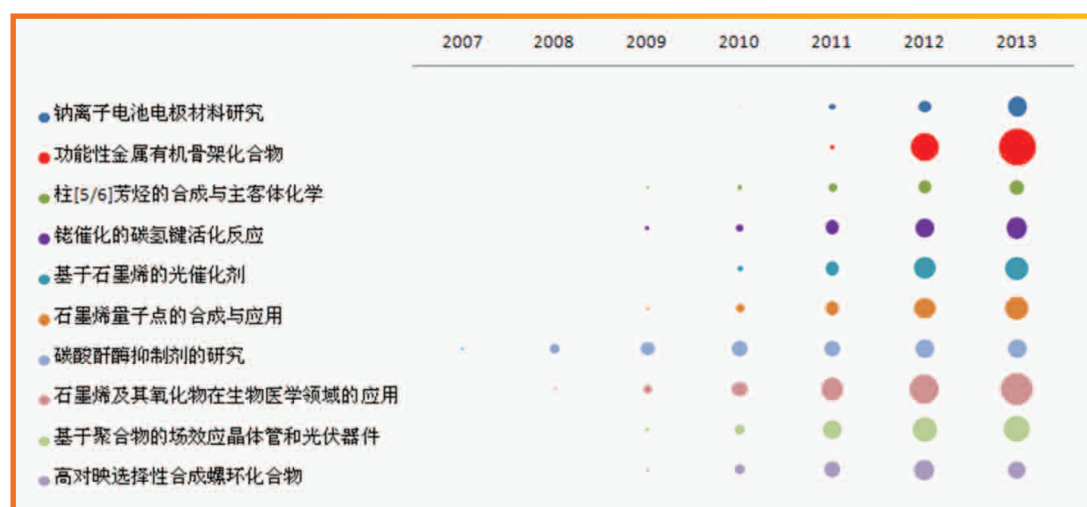 2007 2008 2009 2010 2011 2012 2013
钠离子电池电极材料研究
功能性金属有机骨架化合物
柱[5/6]芳烃的合成与主客体化学
铑催化的碳氢键活化反应
基于石墨烯的光催化剂
石墨烯量子点的合成与应用
碳酸酐酶抑制剂的研究
石墨烯及其氧化物在生物医学领域的应用
基于聚合物的场效应晶体管和光伏器件
高对映选择性合成螺环化合物